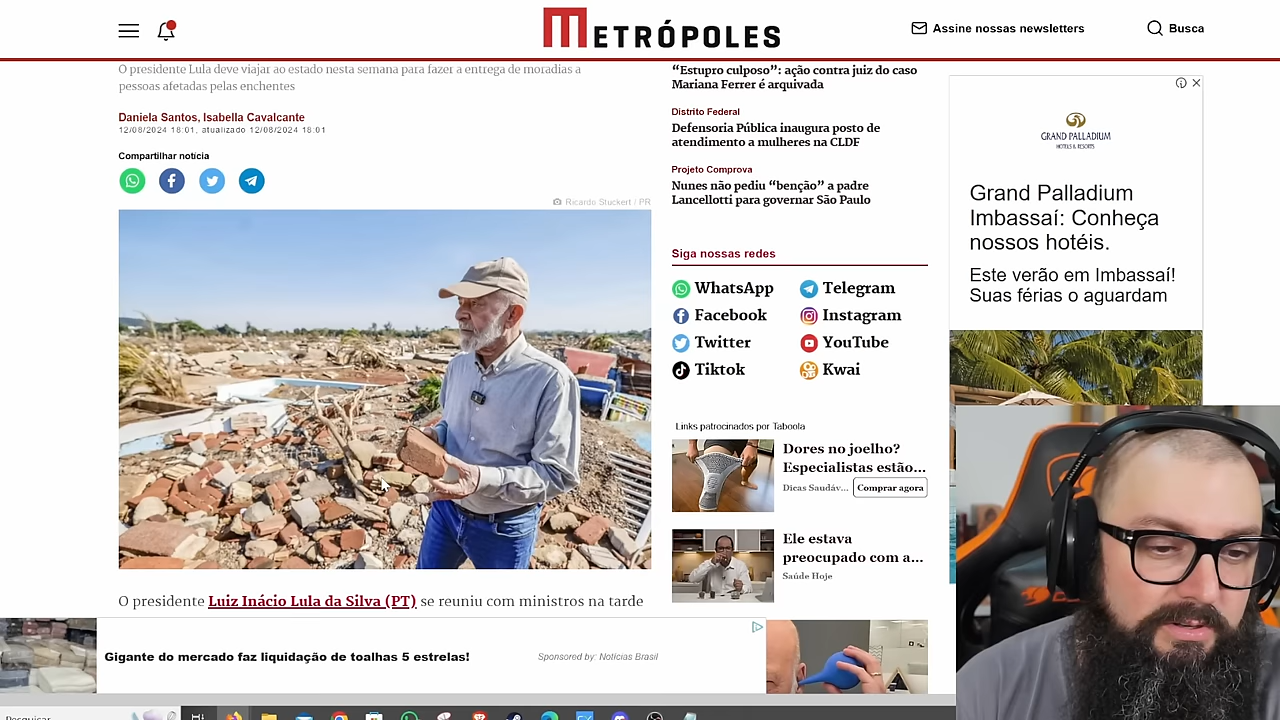 METRÓPOLES
Assine nossas newsletters
Busca
O presidente Lula deve viajar ao estado nesta semana para fazer a entrega de moradias a
pessoas afetadas pelas enchentes
Daniela Santos, Isabella Cavalcante
12/08/2024 18:01, atualizado 12/08/2024 18:01
Compartilhar notícia
Ricardo Stuckert / PR
O presidente Luiz Inácio Lula da Silva (PT) se reuniu com ministros na tarde
“Estupro culposo”: ação contra juiz do caso
Mariana Ferrer é arquivada
Distrito Federal
Defensoria Pública inaugura posto de
atendimento a mulheres na CLDF
Projeto Comprova
Nunes não pediu “benção” a padre
Lancellotti para governar São Paulo
Siga nossas redes
WhatsApp
Telegram
Facebook
Instagram
Twitter
YouTube
Tiktok
Kwai
Links patrocinados por Taboola
Dores no joelho?
Especialistas estão...
Dicas Saudáv...
Comprar agora
Ele estava
preocupado com a...
Saúde Hoje
GRAND PALLADIUM
HOTELS & RESORTS
Grand Palladium
Imbassaí: Conheça
nossos hotéis.
Este verão em Imbassaí!
Suas férias o aguardam
Gigante do mercado faz liquidação de toalhas 5 estrelas!
Sponsored by: Notícias Brasil
Pesquisar